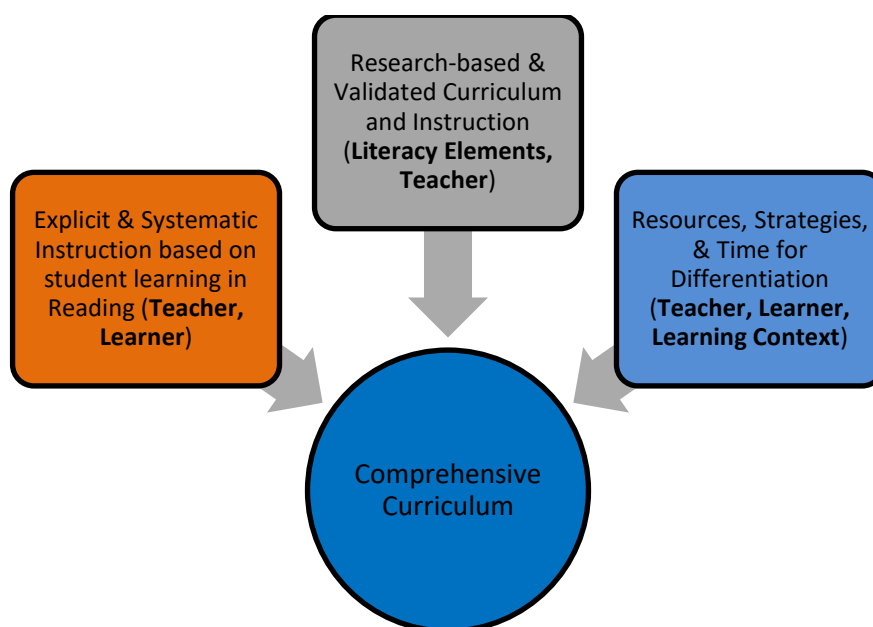 Research-based &
Validated Curriculum
and Instruction
(Literacy Elements,
Teacher)
Explicit & Systematic
Instruction based on
student learning in
Reading (Teacher,
Learner)
Resources, Strategies,
& Time for
Differentiation
(Teacher, Learner,
Learning Context)
Comprehensive
Curriculum